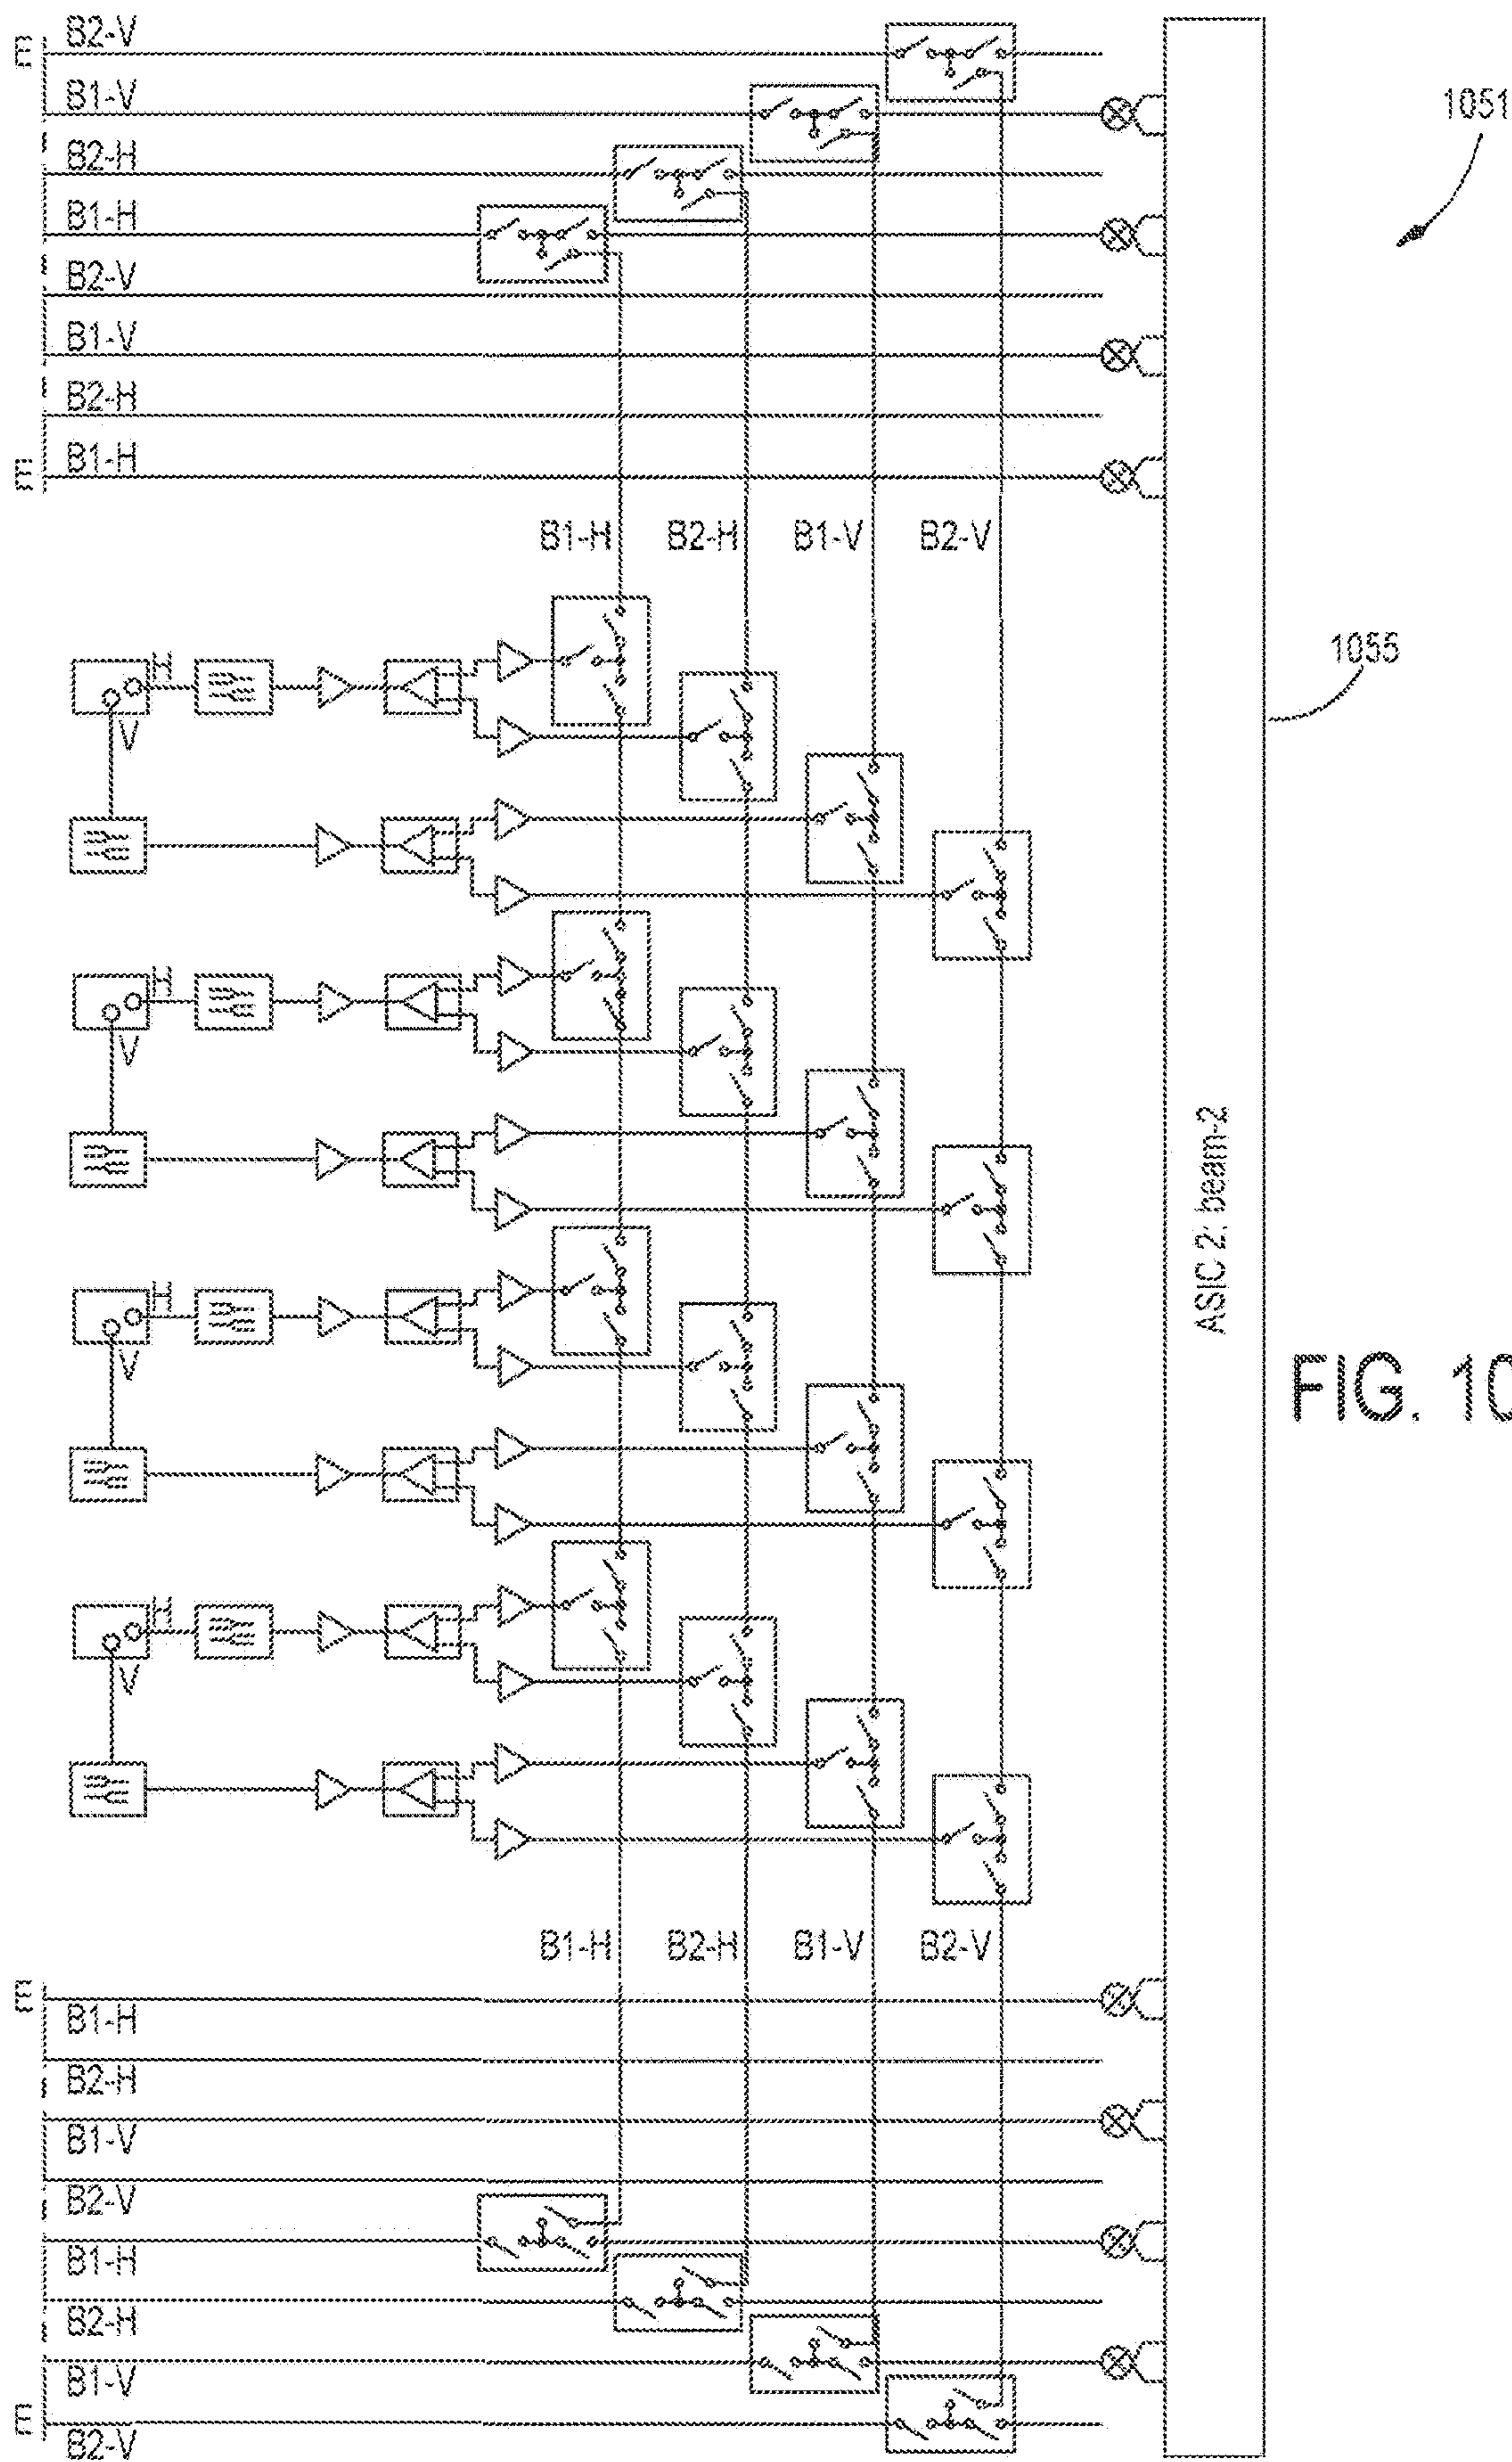 E
B2-V
B1-V
B2-H
B1-H
B2-V
B1-V
B2-H
E
B1-H
1051
B1-H B2-H B1-V B2-V
1055
H
V
H
V
H
V
H
V
ASIC 2: beam-2
FIG. 10
B1-H B2-H B1-V B2-V
E
B1-H
B2-H
B1-V
B2-V
B1-H
B2-H
B1-V
E
B2-V